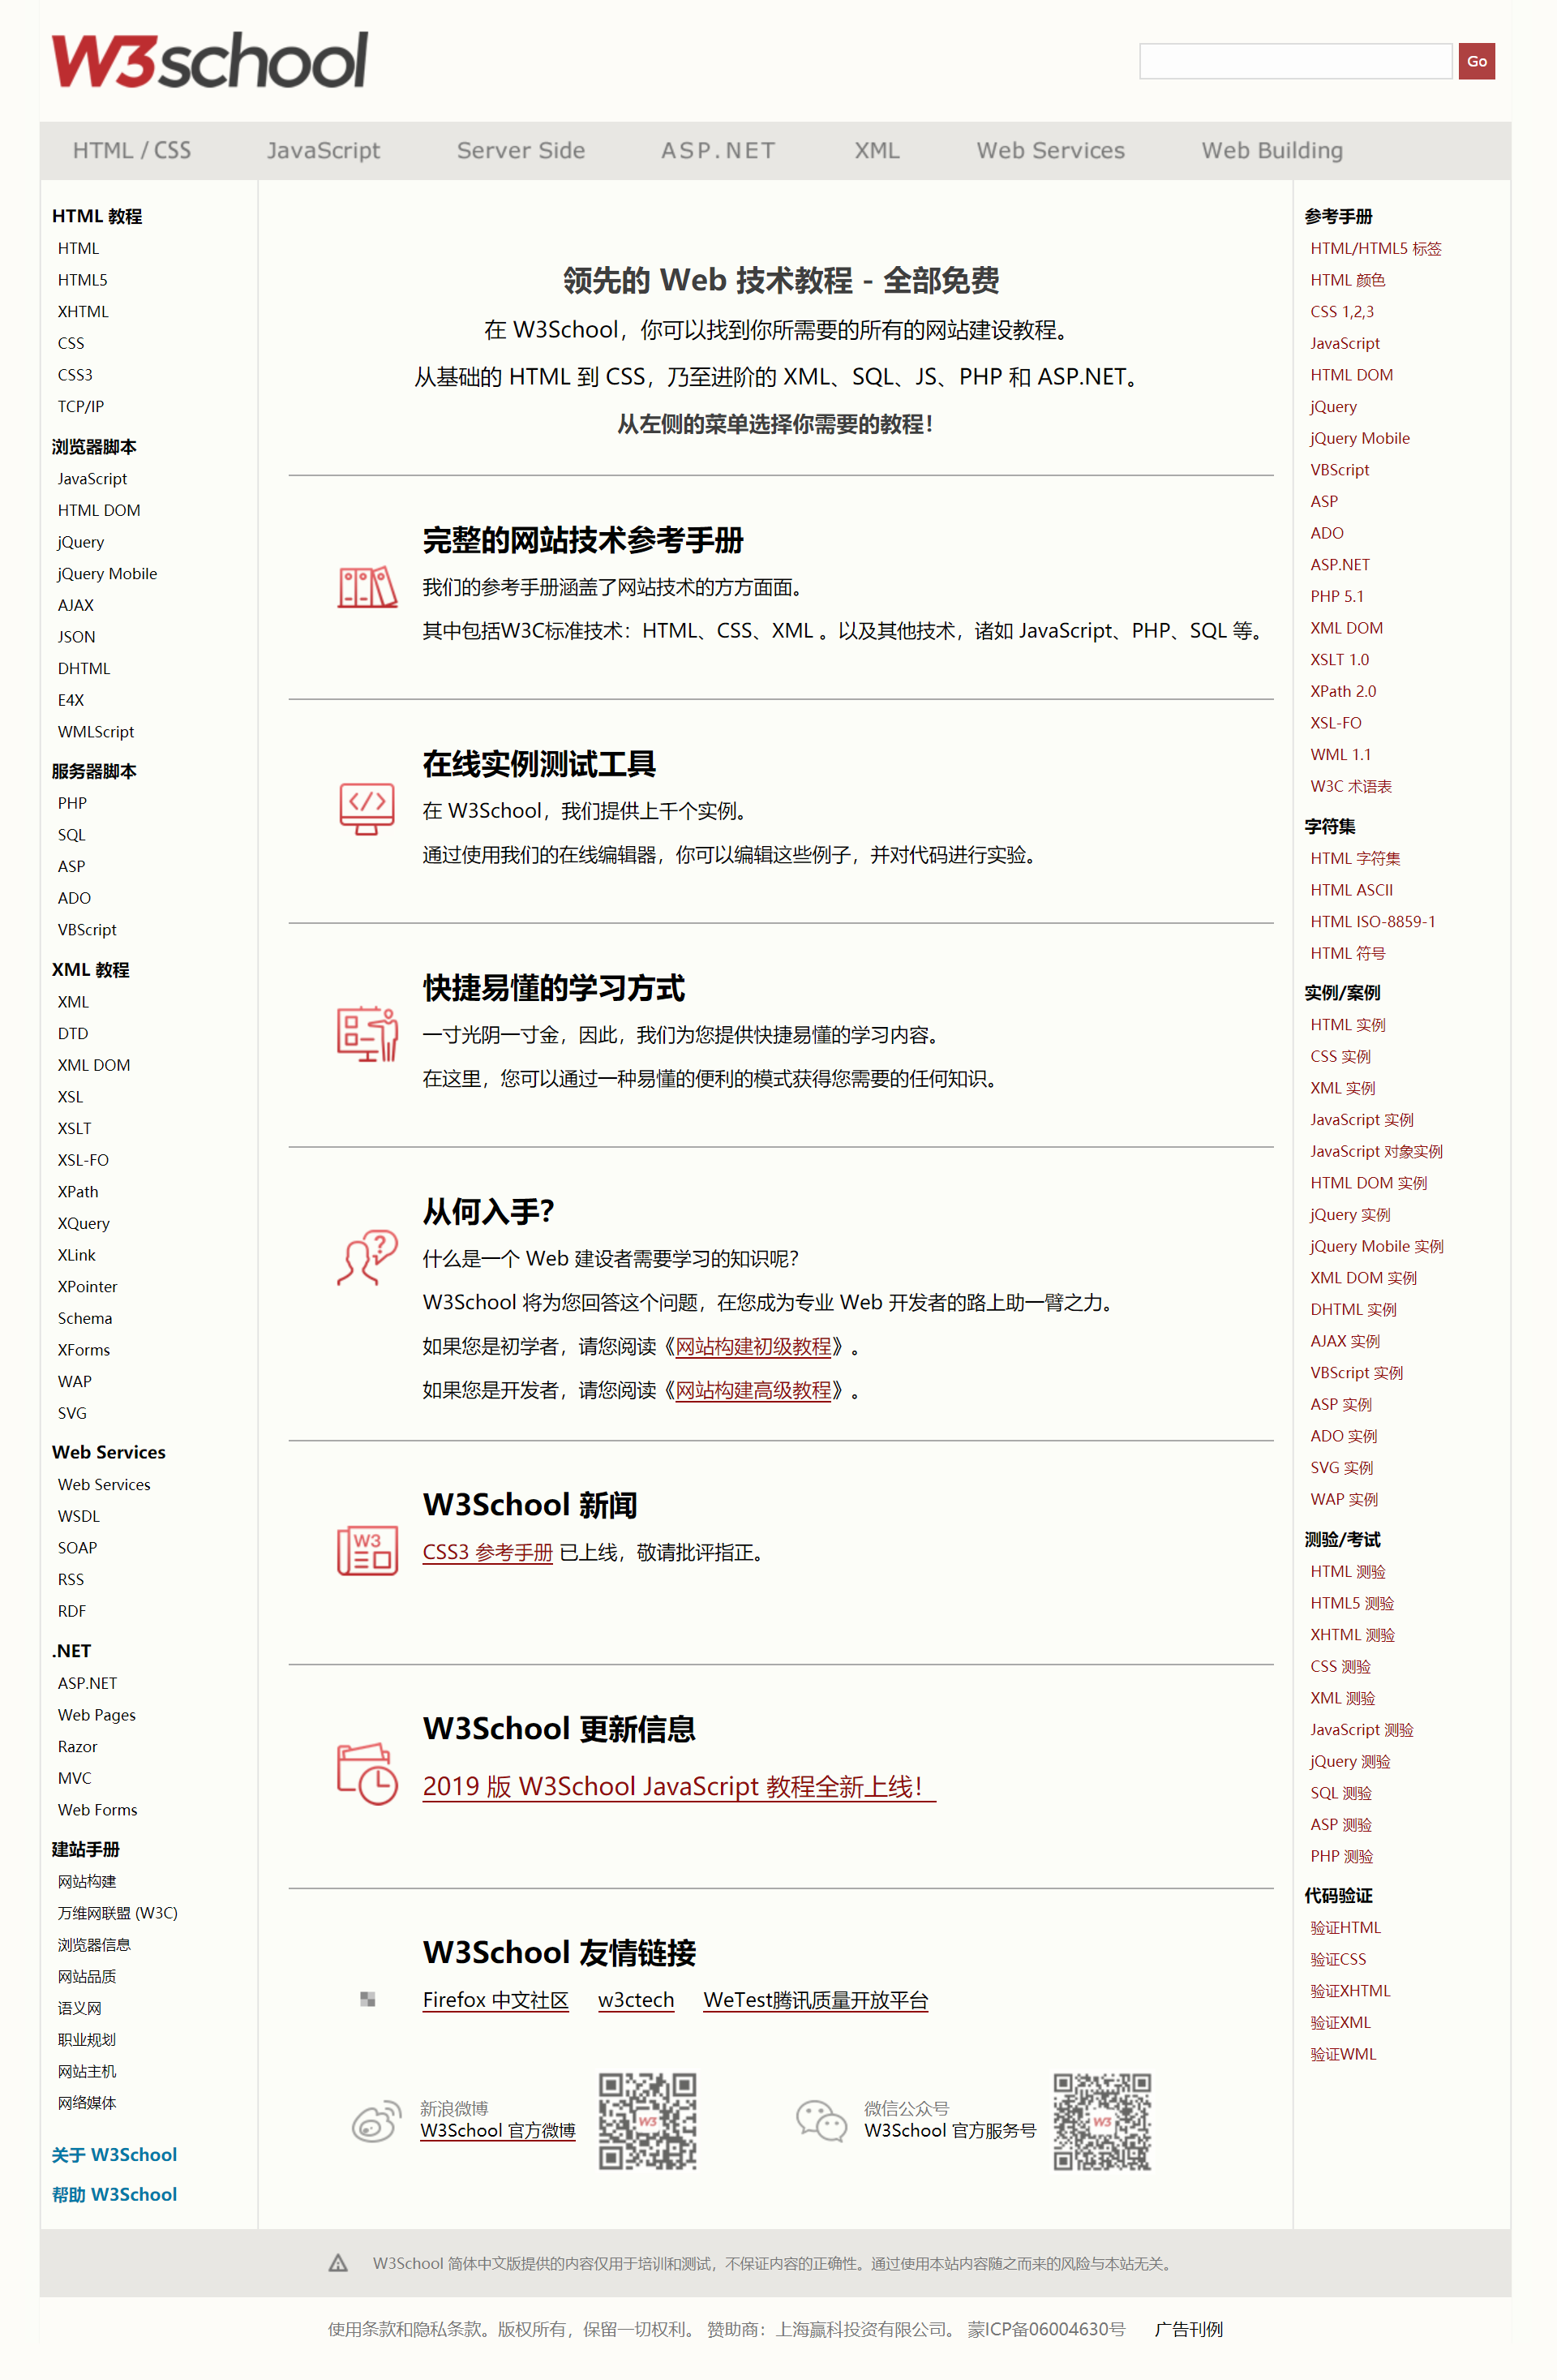 W3school
Go
HTML / CSS
JavaScript
Server Side
ASP.NET
XML
Web Services
Web Building
HTML 教程
HTML
HTML5
XHTML
CSS
CSS3
TCP/IP
浏览器脚本
JavaScript
HTML DOM
jQuery
jQuery Mobile
AJAX
JSON
DHTML
E4X
WMLScript
服务器脚本
PHP
SQL
ASP
ADO
VBScript
XML 教程
XML
DTD
XML DOM
XSL
XSLT
XSL-FO
XPath
XQuery
XLink
XPointer
Schema
XForms
WAP
SVG
Web Services
Web Services
WSDL
SOAP
RSS
RDF
.NET
ASP.NET
Web Pages
Razor
MVC
Web Forms
建站手册
网站构建
万维网联盟 (W3C)
浏览器信息
网站品质
语义网
职业规划
网站主机
网络媒体
关于 W3School
帮助 W3School
领先的 Web 技术教程 - 全部免费
在 W3School，你可以找到你所需要的所有的网站建设教程。
从基础的 HTML 到 CSS，乃至进阶的 XML、SQL、JS、PHP 和 ASP.NET。
从左侧的菜单选择你需要的教程！
完整的网站技术参考手册
我们的参考手册涵盖了网站技术的方方面面。
其中包括W3C标准技术：HTML、CSS、XML 。以及其他技术，诸如 JavaScript、PHP、SQL 等。
在线实例测试工具
在 W3School，我们提供上千个实例。
通过使用我们的在线编辑器，你可以编辑这些例子，并对代码进行实验。
快捷易懂的学习方式
一寸光阴一寸金，因此，我们为您提供快捷易懂的学习内容。
在这里，您可以通过一种易懂的便利的模式获得您需要的任何知识。
从何入手？
什么是一个 Web 建设者需要学习的知识呢？
W3School 将为您回答这个问题，在您成为专业 Web 开发者的路上助一臂之力。
如果您是初学者，请您阅读《网站构建初级教程》。
如果您是开发者，请您阅读《网站构建高级教程》。
W3School 新闻
W3
CSS3 参考手册 已上线，敬请批评指正。
W3School 更新信息
2019 版 W3School JavaScript 教程全新上线！
W3School 友情链接
Firefox 中文社区 w3ctech WeTest腾讯质量开放平台
新浪微博
W3School 官方微博
W3
微信公众号
W3School 官方服务号
W3
参考手册
HTML/HTML5 标签
HTML 颜色
CSS 1,2,3
JavaScript
HTML DOM
jQuery
jQuery Mobile
VBScript
ASP
ADO
ASP.NET
PHP 5.1
XML DOM
XSLT 1.0
XPath 2.0
XSL-FO
WML 1.1
W3C 术语表
字符集
HTML 字符集
HTML ASCII
HTML ISO-8859-1
HTML 符号
实例/案例
HTML 实例
CSS 实例
XML 实例
JavaScript 实例
JavaScript 对象实例
HTML DOM 实例
jQuery 实例
jQuery Mobile 实例
XML DOM 实例
DHTML 实例
AJAX 实例
VBScript 实例
ASP 实例
ADO 实例
SVG 实例
WAP 实例
测验/考试
HTML 测验
HTML5 测验
XHTML 测验
CSS 测验
XML 测验
JavaScript 测验
jQuery 测验
SQL 测验
ASP 测验
PHP 测验
代码验证
验证HTML
验证CSS
验证XHTML
验证XML
验证WML
W3School 简体中文版提供的内容仅用于培训和测试，不保证内容的正确性。通过使用本站内容随之而来的风险与本站无关。
使用条款和隐私条款。版权所有，保留一切权利。 赞助商：上海赢科投资有限公司。 蒙ICP备06004630号 广告刊例